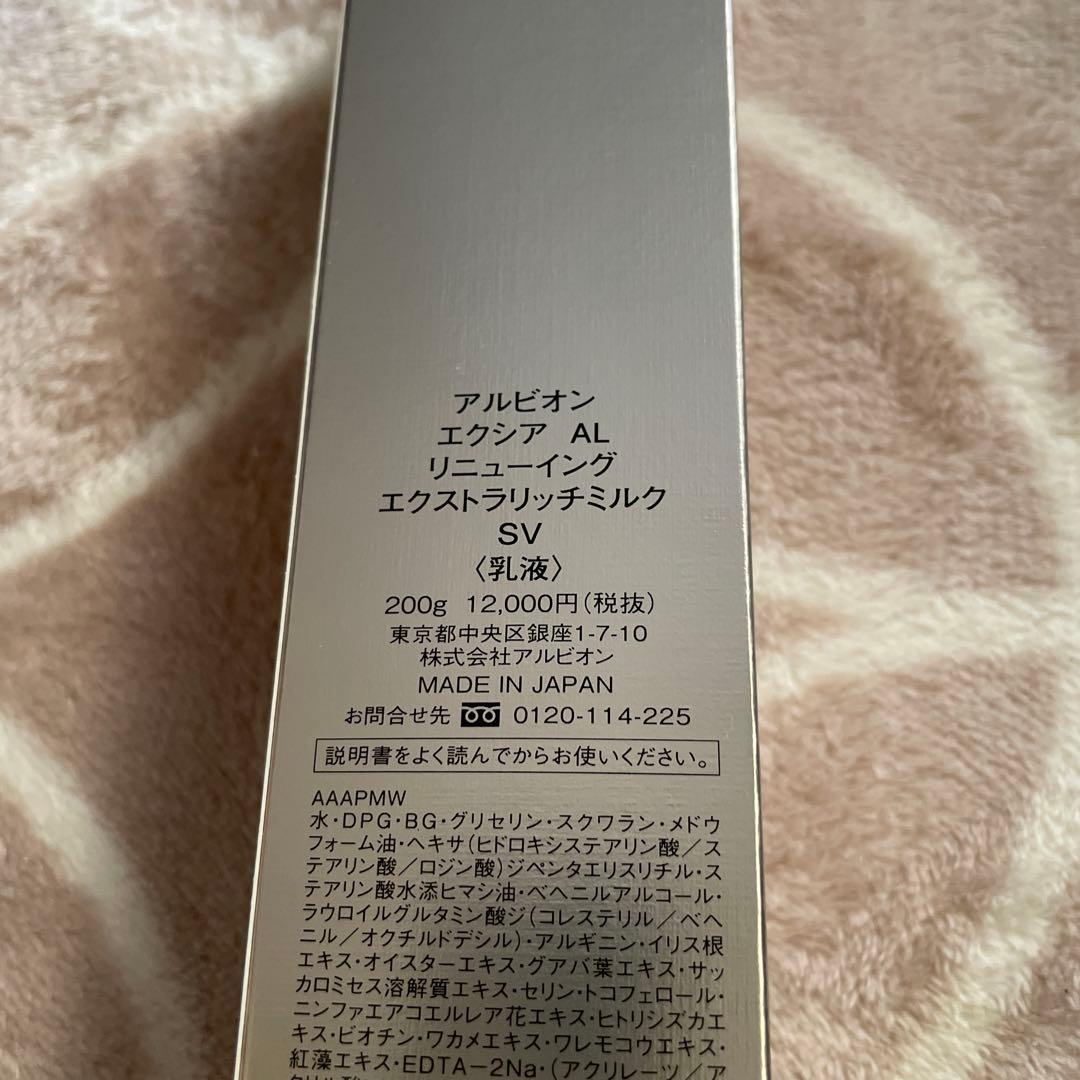 アルビオン
エクシア AL
リニューイング
エクストラリッチミルク
SV
〈乳液〉
200g 12,000円(税抜)
東京都中央区銀座1-7-10
株式会社アルビオン
MADE IN JAPAN
お問合せ先 0120-114-225
説明書をよく読んでからお使いください。
AAAPMW
水・DPG・BG・グリセリン・スクワラン・メドウ
フォーム油・ヘキサ(ヒドロキシステアリン酸/ス
テアリン酸/ロジン酸)ジペンタエリスリチル・ス
テアリン酸水添ヒマシ油・ベヘニルアルコール・
ラウロイルグルタミン酸ジ(コレステリル/ベヘ
ニル/オクチルドデシル)・アルギニン・イリス根
エキス・オイスターエキス・グアバ葉エキス・サッ
カロミセス溶解質エキス・セリン・トコフェロール・
ニンファエアコエルレア花エキス・ヒトリシズカエ
キス・ビオチン・ワカメエキス・ワレモコウエキス・
紅藻エキス・EDTA-2Na・(アクリレーツ/ア